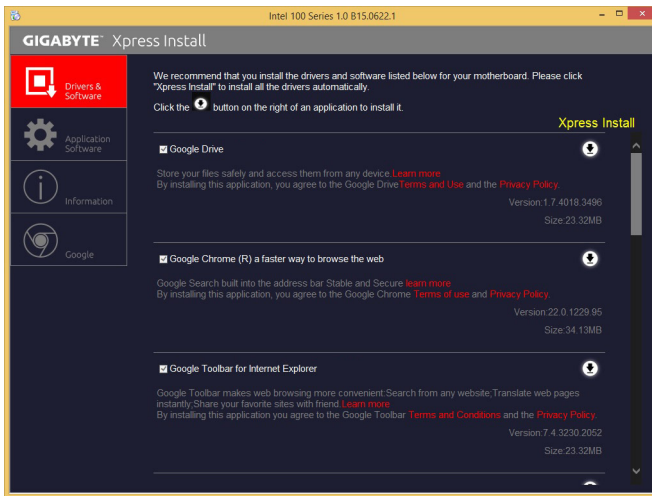 Intel 100 Series 1.0 B15.0622.1
GIGABYTE™ Xpress Install
Drivers &
Software
Application
Software
Information
Google
We recommend that you install the drivers and software listed below for your motherboard. Please click
"Xpress Install" to install all the drivers automatically.
Click the button on the right of an application to install it.
Xpress Install
Google Drive
Store your files safely and access them from any device.Learn more
By installing this application, you agree to the Google DriveTerms and Use and the Privacy Policy.
Version:1.7.4018.3496
Size:23.32MB
Google Chrome (R) a faster way to browse the web
Google Search built into the address bar Stable and Secure learn more
By installing this application, you agree to the Google Chrome Terms of use and Privacy Policy.
Version:22.0.1229.95
Size:34.13MB
Google Toolbar for Internet Explorer
Google Toolbar makes web browsing more convenient:Search from any website;Translate web pages
instantly;Share your favorite sites with friend.Learn more
By installing this application you agree to the Google Toolbar Terms and Conditions and the Privacy Policy.
Version:7.4.3230.2052
Size:23.32MB